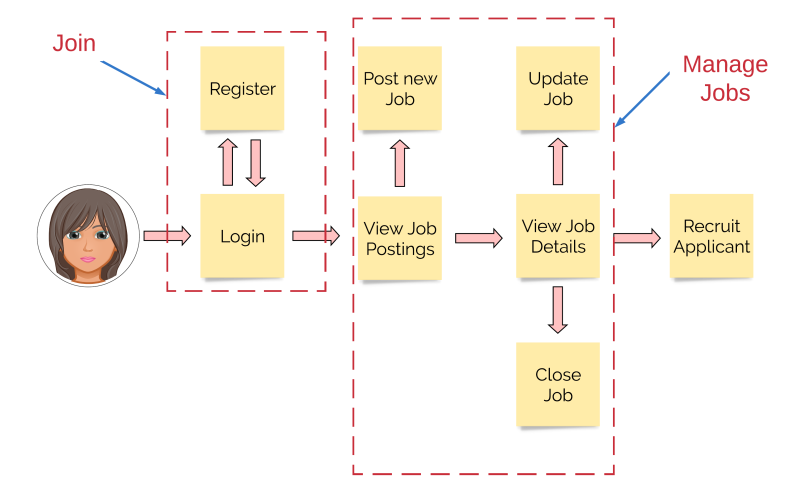 Join
Register
Login
Post new
Job
Update
Job
Manage
Jobs
View Job
Postings
View Job
Details
Recruit
Applicant
Close
Job